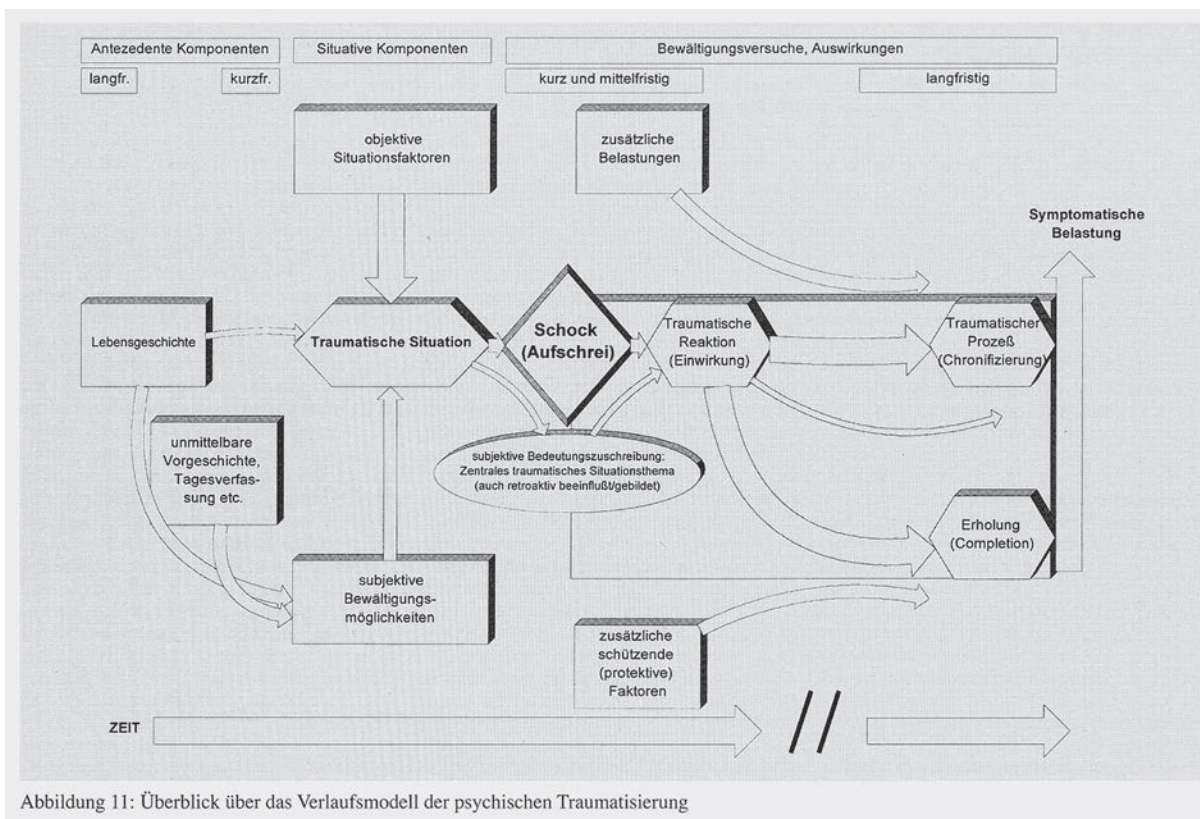 Antezedente Komponenten
Situative Komponenten
Bewältigungsversuche, Auswirkungen
langfr.
kurzfr.
kurz und mittelfristig
langfristig
objektive
Situationsfaktoren
zusätzliche
Belastungen
Symptomatische
Belastung
Lebensgeschichte
Traumatische Situation
Schock
(Aufschrei)
Traumatische
Reaktion
(Einwirkung)
Traumatischer
Prozeß
(Chronifizierung)
unmittelbare
Vorgeschichte,
Tagesverfas-
sung etc.
subjektive Bedeutungszuschreibung:
Zentrales traumatisches Situationsthema
(auch retroaktiv beeinflußt/gebildet)
Erholung
(Completion)
subjektive
Bewältigungs-
möglichkeiten
zusätzliche
schützende
(protektive)
Faktoren
ZEIT
Abbildung 11: Überblick über das Verlaufsmodell der psychischen Traumatisierung